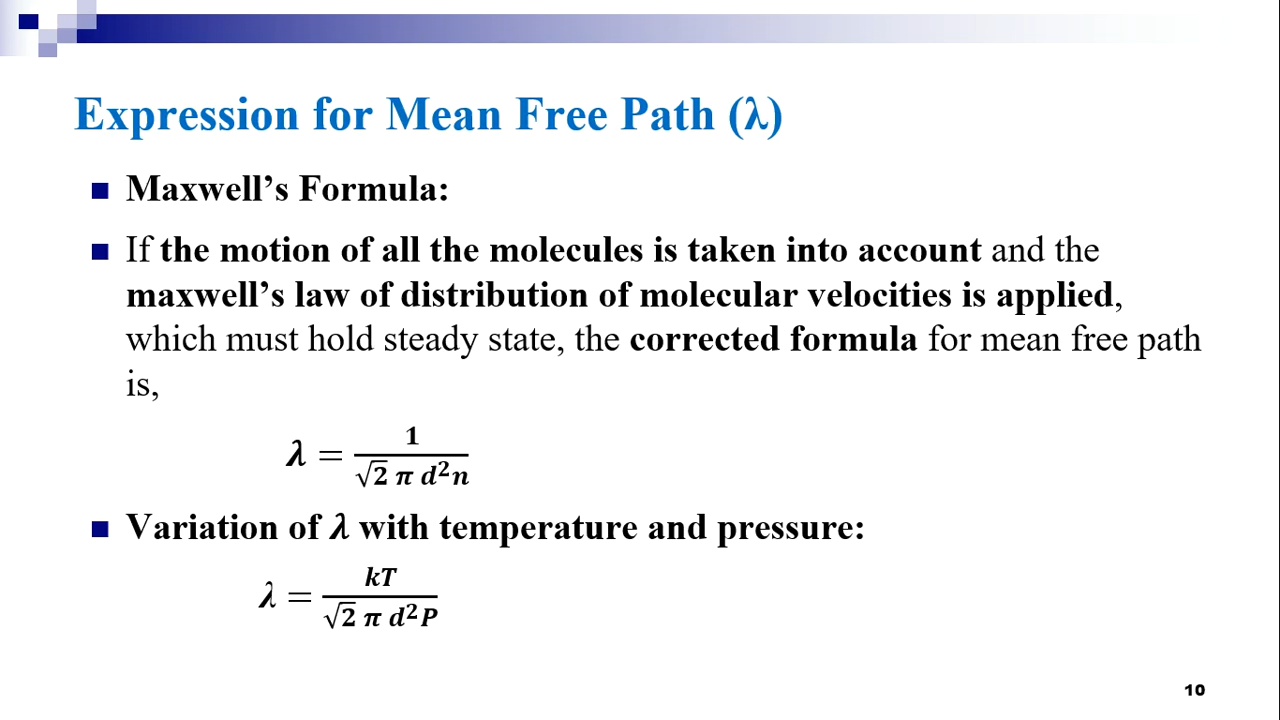 Expression for Mean Free Path (λ)
Maxwell's Formula:
If the motion of all the molecules is taken into account and the
maxwell's law of distribution of molecular velocities is applied,
which must hold steady state, the corrected formula for mean free path
is,
λ = 1 / √2 π d²n
Variation of λ with temperature and pressure:
λ = kT / √2 π d²P
10